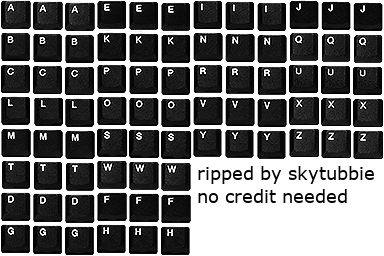 A A A E E E I I I J J J
B B B K K K N N N Q Q Q
C C C P P P R R R U U U
L L L O O O V V V X X X
M M M S S S Y Y Y Z Z Z
T T T W W W
D D D F F F
G G G H H H
ripped by skytubbie
no credit needed